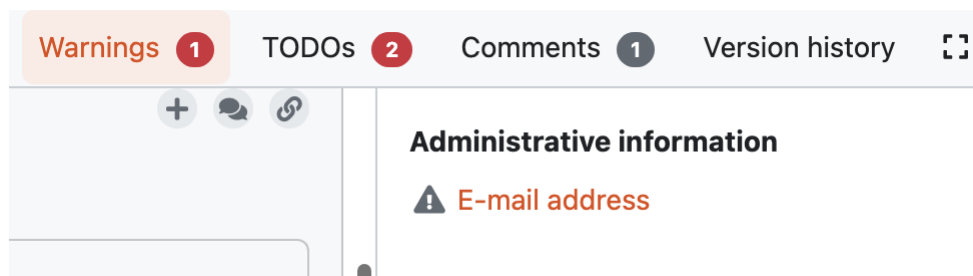 Warnings 1 TODOs 2 Comments 1 Version history
Administrative information
E-mail address